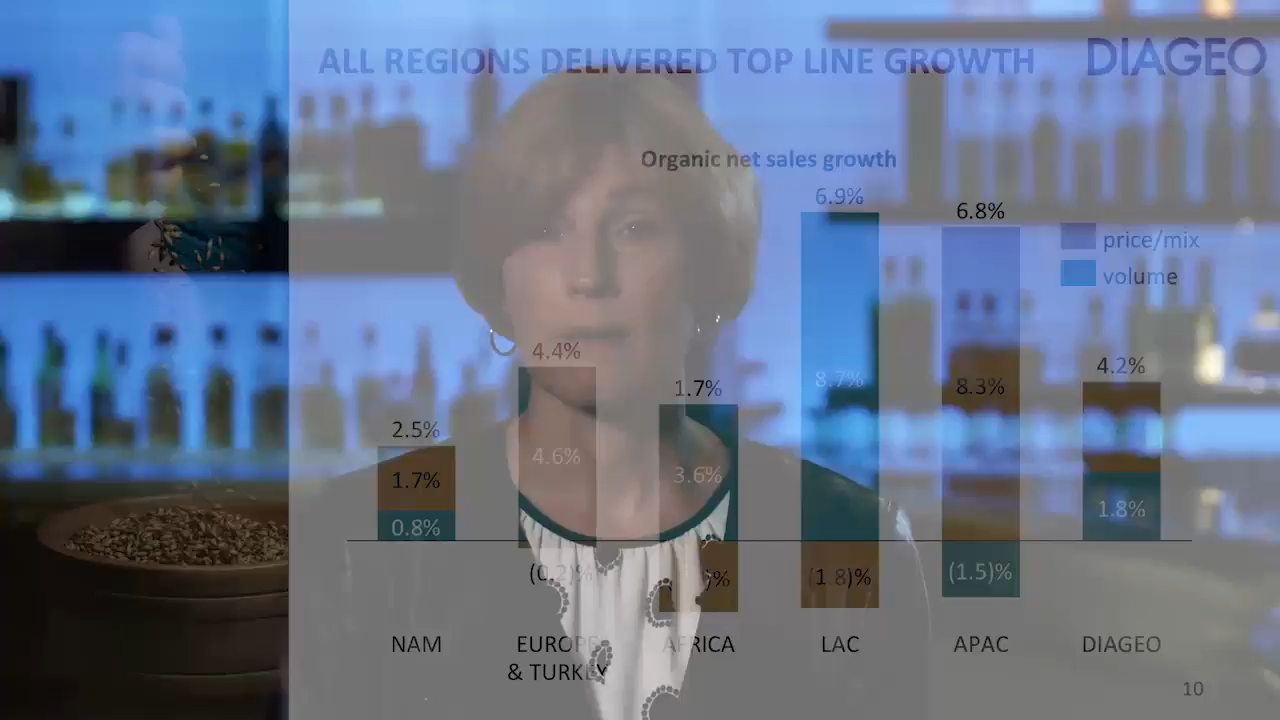 ALL REGIONS DELIVERED TOP LINE GROWTH
DIAGEO
Organic net sales growth
6.9%
6.8%
price/mix
volume
4.4%
4.2%
1.7%
8.7%
8.3%
2.5%
4.6%
3.6%
1.7%
1.8%
0.8%
(0.2)%
)%
(1.8)%
(1.5)%
NAM
EUROPE
& TURKEY
AFRICA
LAC
APAC
DIAGEO
10